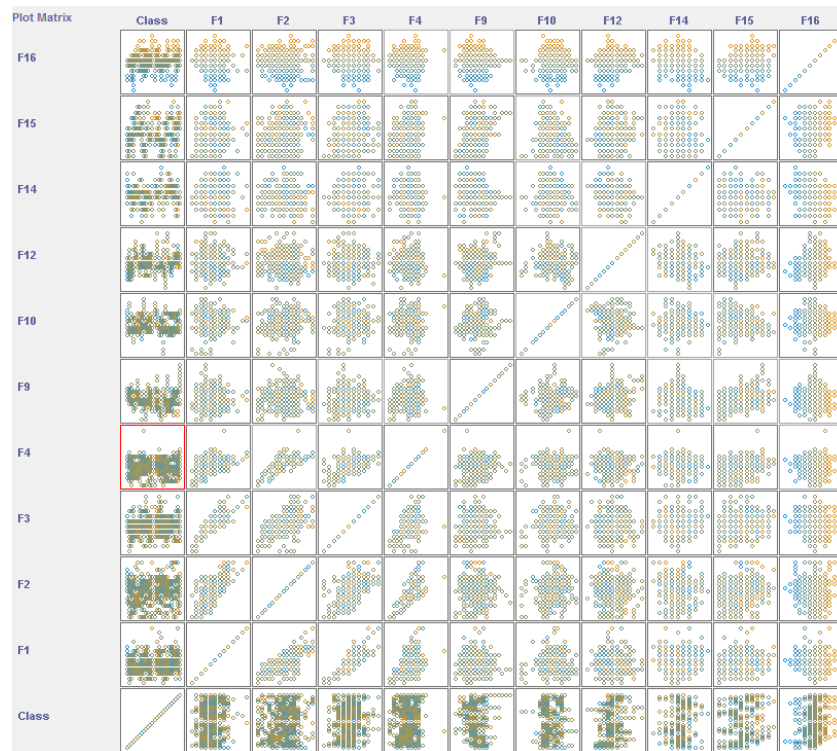 Plot Matrix Class F1 F2 F3 F4 F9 F10 F12 F14 F15 F16
F16
F15
F14
F12
F10
F9
F4
F3
F2
F1
Class